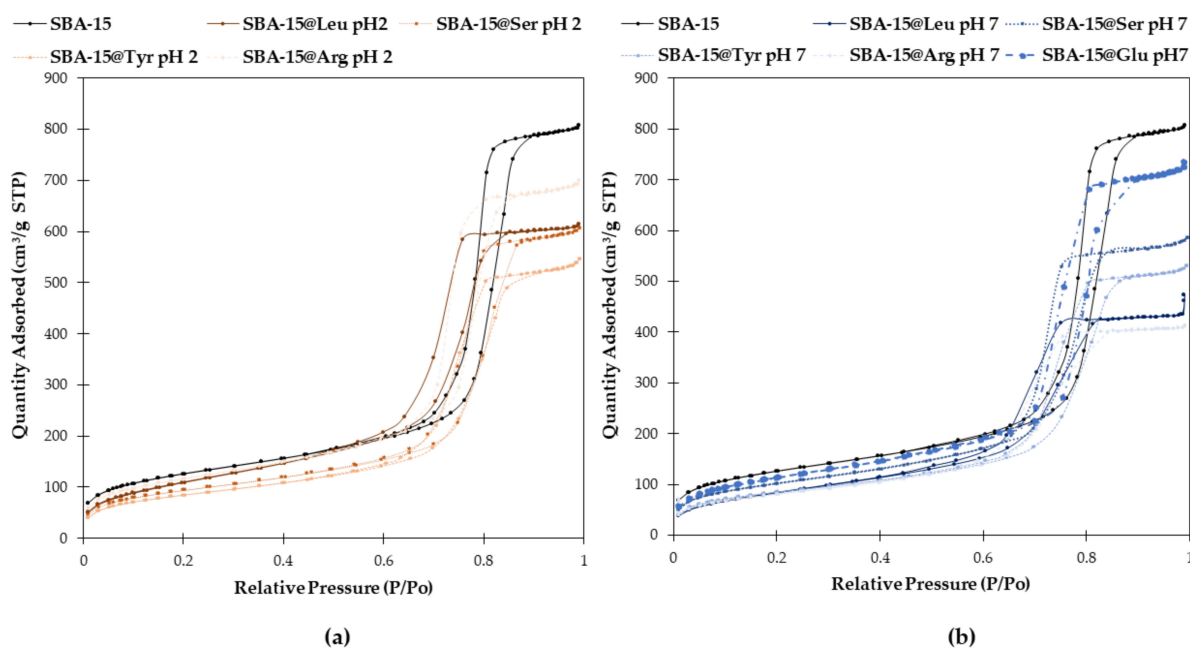 SBA-15 SBA-15@Leu pH2 SBA-15@Ser pH 2
SBA-15@Tyr pH 2 SBA-15@Arg pH 2
900
800
700
600
500
400
300
200
100
0
Quantity Adsorbed (cm³/g STP)
0 0.2 0.4 0.6 0.8 1
Relative Pressure (P/Po)
(a)
SBA-15 SBA-15@Leu pH 7 SBA-15@Ser pH 7
SBA-15@Tyr pH 7 SBA-15@Arg pH 7 SBA-15@Glu pH7
900
800
700
600
500
400
300
200
100
0
Quantity Adsorbed (cm³/g STP)
0 0.2 0.4 0.6 0.8 1
Relative Pressure (P/Po)
(b)